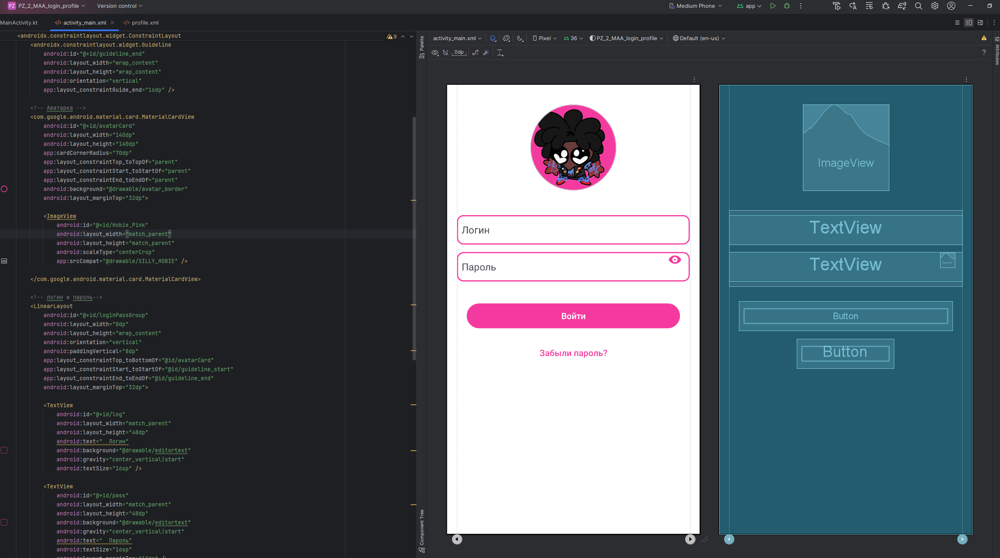 PZ PZ_2_MAA_login_profile Version control Medium Phone app
MainActivity.kt </> activity_main.xml </> profile.xml
<androidx.constraintlayout.widget.ConstraintLayout 9
<androidx.constraintlayout.widget.Guideline
android:id="@+id/guideline_end"
android:layout_width="wrap_content"
android:layout_height="wrap_content"
android:orientation="vertical"
app:layout_constraintGuide_end="16dp" />
<!-- Аватарка -->
<com.google.android.material.card.MaterialCardView
android:id="@+id/avatarCard"
android:layout_width="140dp"
android:layout_height="140dp"
app:cardCornerRadius="70dp"
app:layout_constraintTop_toTopOf="parent"
app:layout_constraintStart_toStartOf="parent"
app:layout_constraintEnd_toEndOf="parent"
android:background="@drawable/avatar_border"
android:layout_marginTop="32dp">
<ImageView
android:id="@+id/Hobie_Pink"
android:layout_width="match_parent"
android:layout_height="match_parent"
android:scaleType="centerCrop"
app:srcCompat="@drawable/SILLY_HOBIE" />
</com.google.android.material.card.MaterialCardView>
<!-- логин и пароль-->
<LinearLayout
android:id="@+id/loginPassGroup"
android:layout_width="0dp"
android:layout_height="wrap_content"
android:orientation="vertical"
android:paddingVertical="8dp"
app:layout_constraintTop_toBottomOf="@id/avatarCard"
app:layout_constraintStart_toStartOf="@id/guideline_start"
app:layout_constraintEnd_toEndOf="@id/guideline_end"
android:layout_marginTop="32dp">
<TextView
android:id="@+id/log"
android:layout_width="match_parent"
android:layout_height="48dp"
android:text="  Логин"
android:background="@drawable/editortext"
android:gravity="center_vertical|start"
android:textSize="16sp" />
<TextView
android:id="@+id/pass"
android:layout_width="match_parent"
android:layout_height="48dp"
android:background="@drawable/editortext"
android:gravity="center_vertical|start"
android:text="  Пароль"
android:textSize="16sp"
android:layout_marginTop="12dp" />
Palette
Component Tree
activity_main.xml Pixel 36 PZ_2_MAA_login_profile Default (en-us)
0dp ?
Attributes
Логин
Пароль
Войти
Забыли пароль?
ImageView
TextView
TextView
ImageView
Button
Button